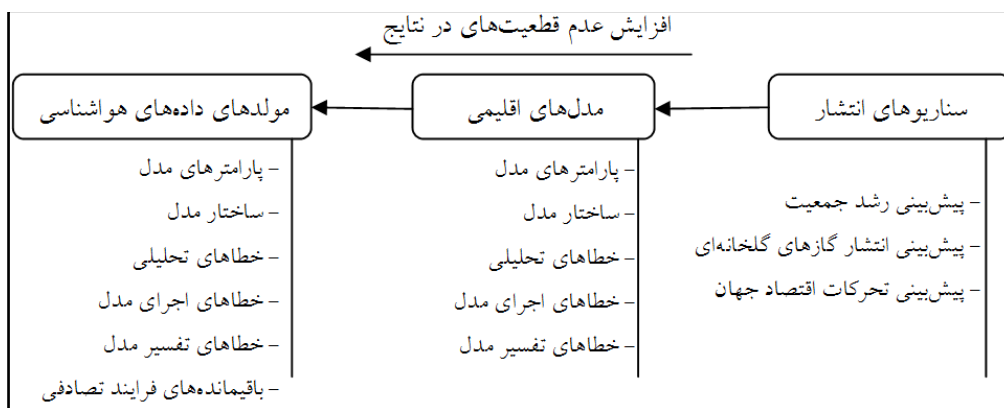 افزایش عدم قطعیت‌های در نتایج
سناریوهای انتشار
– پیش‌بینی رشد جمعیت
– پیش‌بینی انتشار گازهای گلخانه‌ای
– پیش‌بینی تحرکات اقتصاد جهان
مدل‌های اقلیمی
– پارامترهای مدل
– ساختار مدل
– خطاهای تحلیلی
– خطاهای اجرای مدل
– خطاهای تفسیر مدل
مولدهای داده‌های هواشناسی
– پارامترهای مدل
– ساختار مدل
– خطاهای تحلیلی
– خطاهای اجرای مدل
– خطاهای تفسیر مدل
– باقیمانده‌های فرایند تصادفی